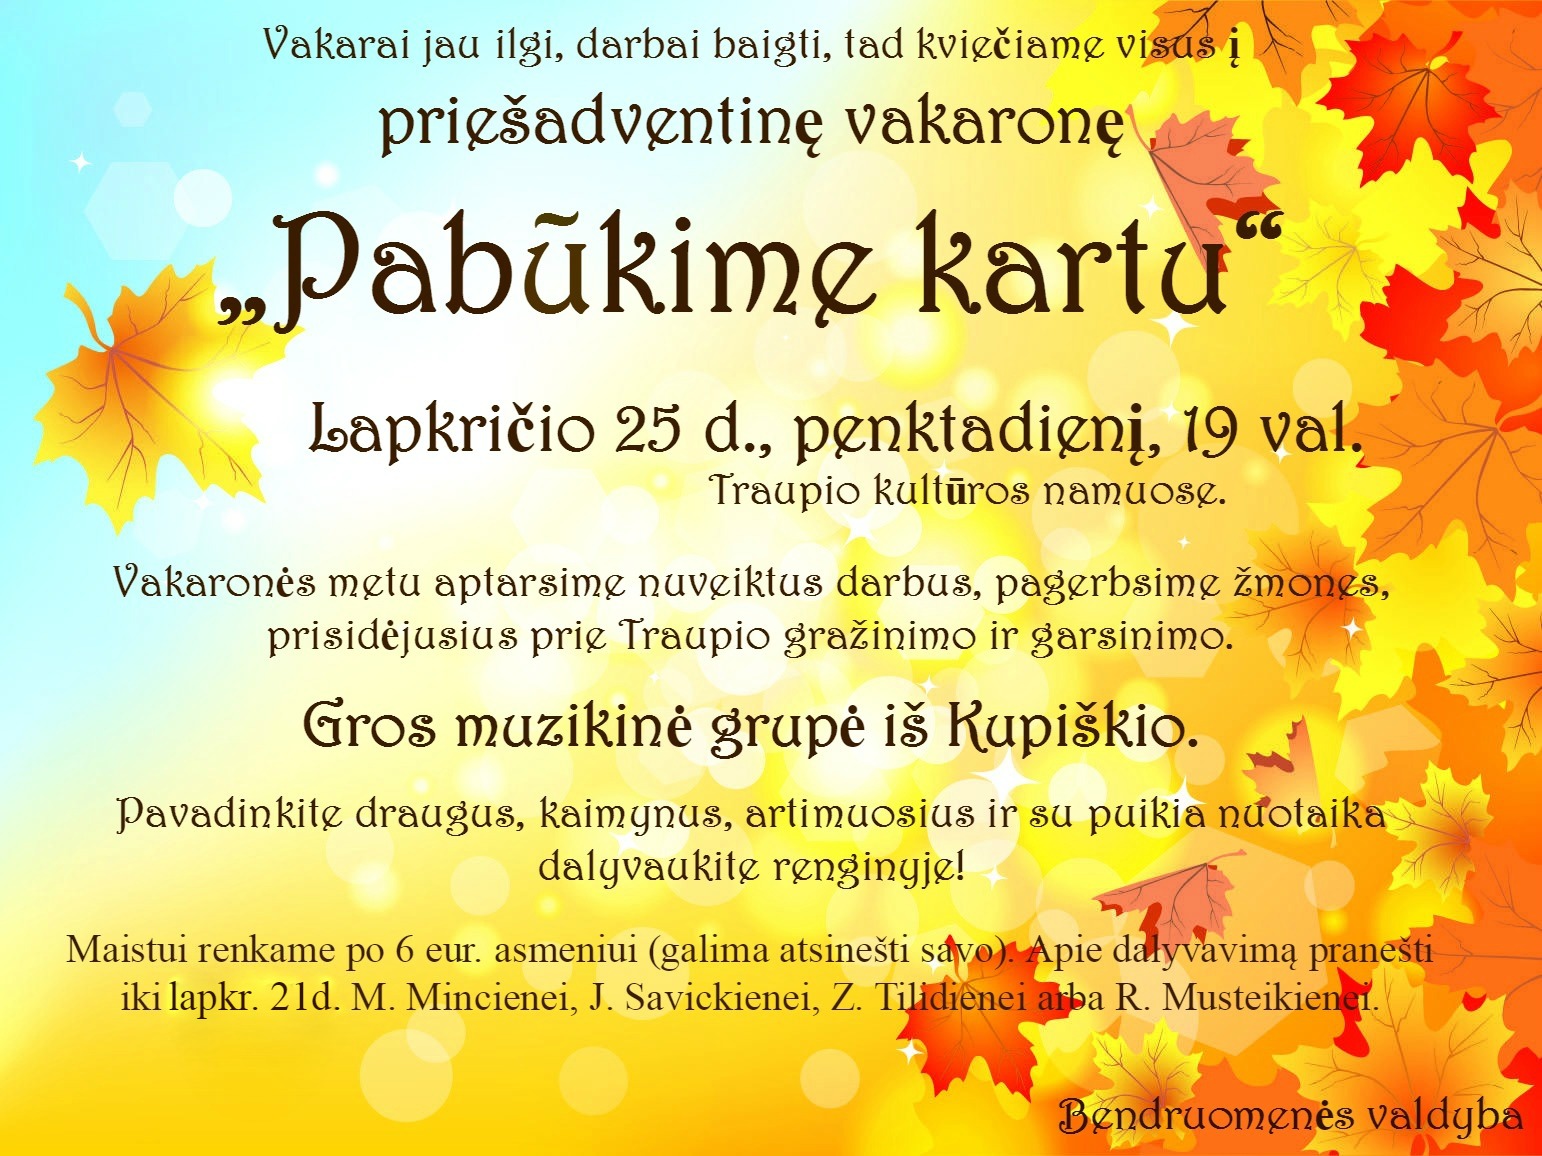 Vakarai jau ilgi, darbai baigti, tad kviečiame visus į
priešadventinę vakaronę
„Pabūkime kartu“
Lapkričio 25 d., penktadienį, 19 val.
Traupio kultūros namuose.
Vakaronės metu aptarsime nuveiktus darbus, pagerbsime žmones,
prisidėjusius prie Traupio gražinimo ir garsinimo.
Gros muzikinė grupė iš Kupiškio.
Pavadinkite draugus, kaimynus, artimuosius ir su puikia nuotaika
dalyvaukite renginyje!
Maistui renkame po 6 eur. asmeniui (galima atsinešti savo). Apie dalyvavimą pranešti
iki lapkr. 21d. M. Mincienei, J. Savickienei, Z. Tilidienei arba R. Musteikienei.
Bendruomenės valdyba